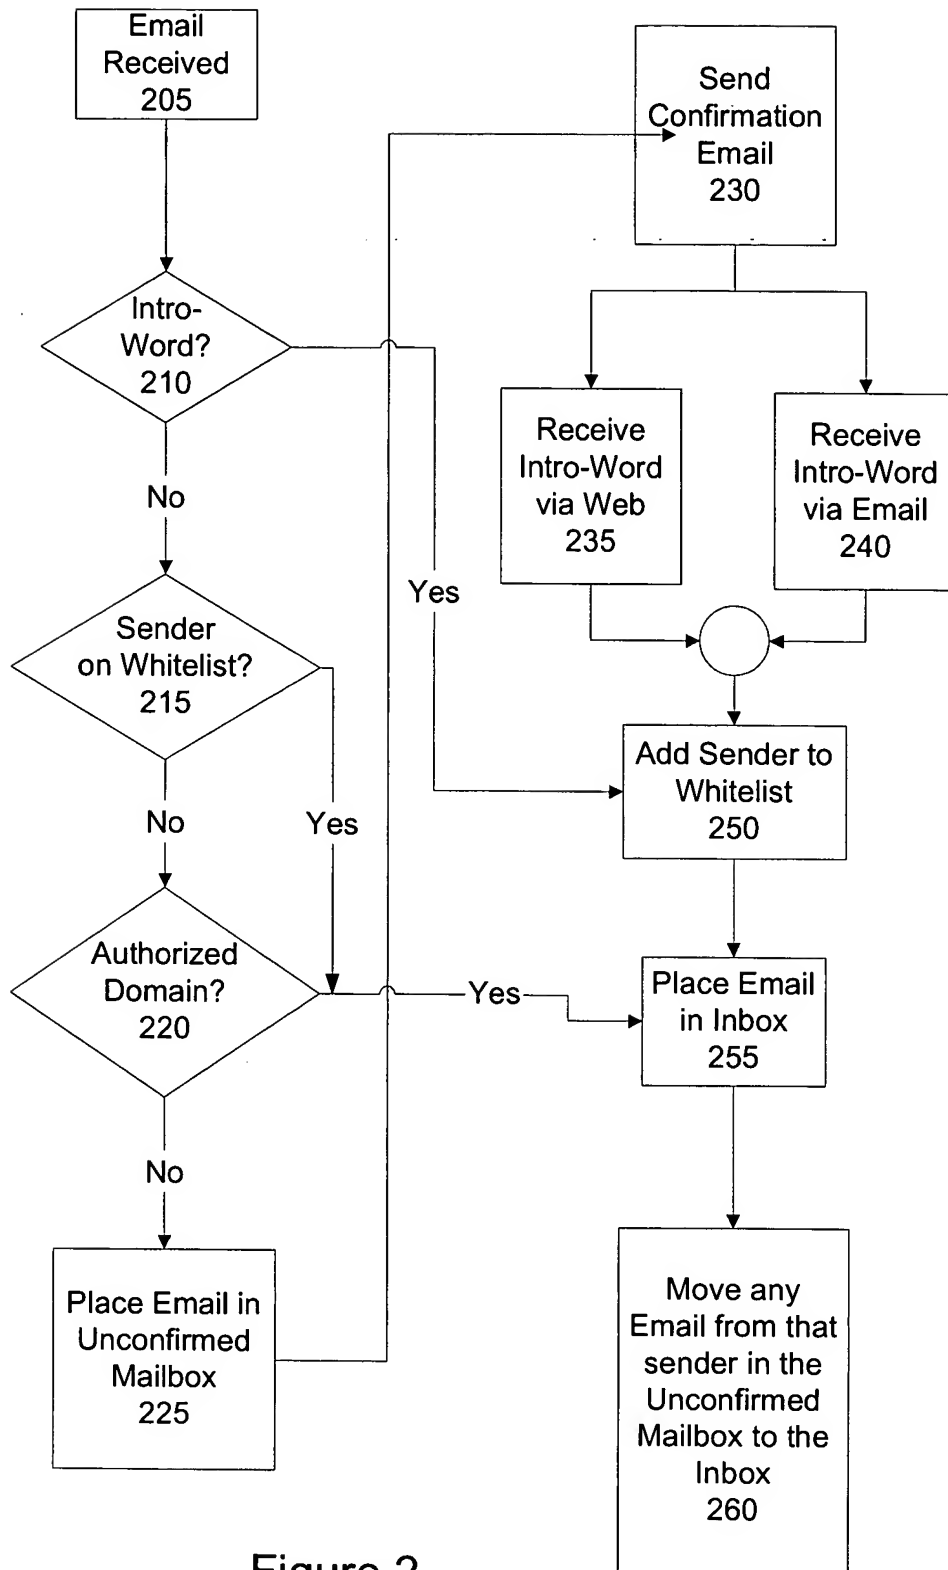 Email
Received
205
Send
Confirmation
Email
230
Intro-
Word?
210
No
Receive
Intro-Word
via Web
235
Receive
Intro-Word
via Email
240
Yes
Sender
on Whitelist?
215
No
Yes
Add Sender to
Whitelist
250
Authorized
Domain?
220
Yes
Place Email
in Inbox
255
No
Place Email in
Unconfirmed
Mailbox
225
Move any
Email from that
sender in the
Unconfirmed
Mailbox to the
Inbox
260
Figure 2